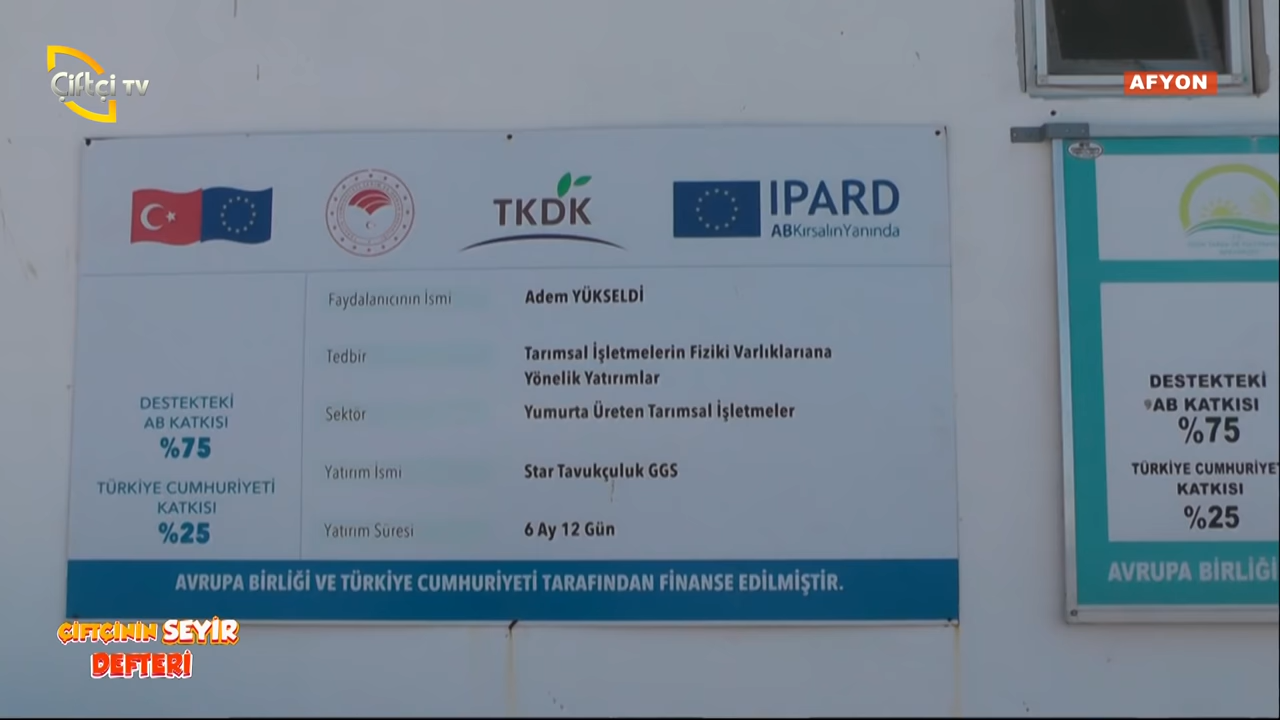 Çiftçi TV
AFYON
TKDK
IPARD
ABKırsalınYanında
Faydalanıcının İsmi
Adem YÜKSELDİ
Tedbir
Tarımsal İşletmelerin Fiziki Varlıklarıana
Yönelik Yatırımlar
Sektör
Yumurta Üreten Tarımsal İşletmeler
Yatırım İsmi
Star Tavukçuluk GGS
Yatırım Süresi
6 Ay 12 Gün
DESTEKTEKİ
AB KATKISI
%75
TÜRKİYE CUMHURİYETİ
KATKISI
%25
AVRUPA BİRLİĞİ VE TÜRKİYE CUMHURİYETİ TARAFINDAN FİNANSE EDİLMİŞTİR.
DESTEKTEKİ
AB KATKISI
%75
TÜRKİYE CUMHURİYE
KATKISI
%25
AVRUPA BİRLİĞİ
ÇİFTÇİNİN SEYİR
DEFTERİ